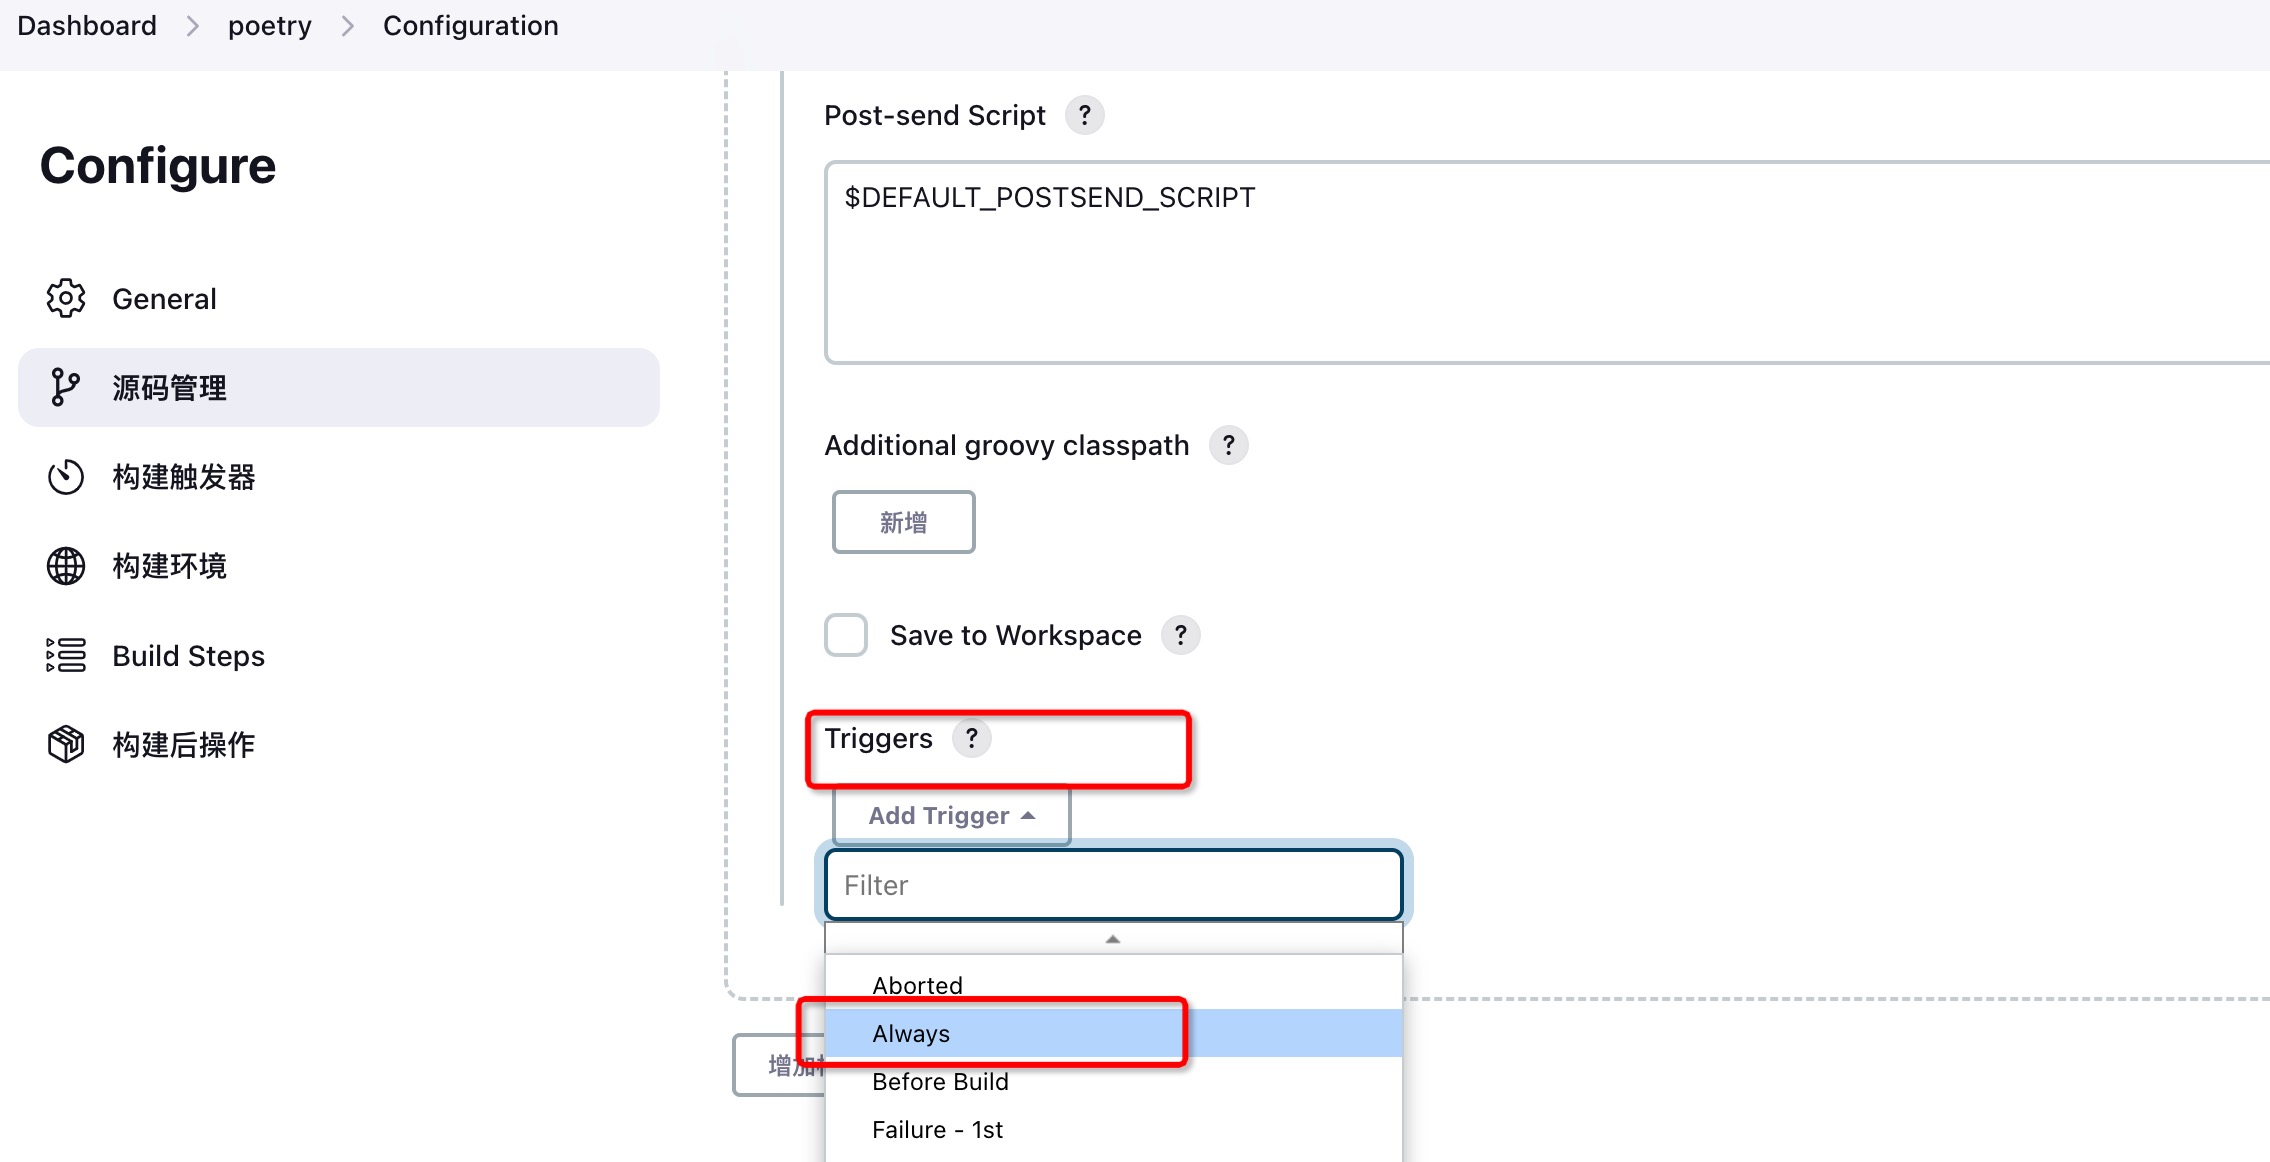 Dashboard > poetry > Configuration
Configure
General
源码管理
构建触发器
构建环境
Build Steps
构建后操作
Post-send Script ?
$DEFAULT_POSTSEND_SCRIPT
Additional groovy classpath ?
新增
Save to Workspace ?
Triggers ?
Add Trigger
Filter
Aborted
Always
Before Build
Failure - 1st
增加